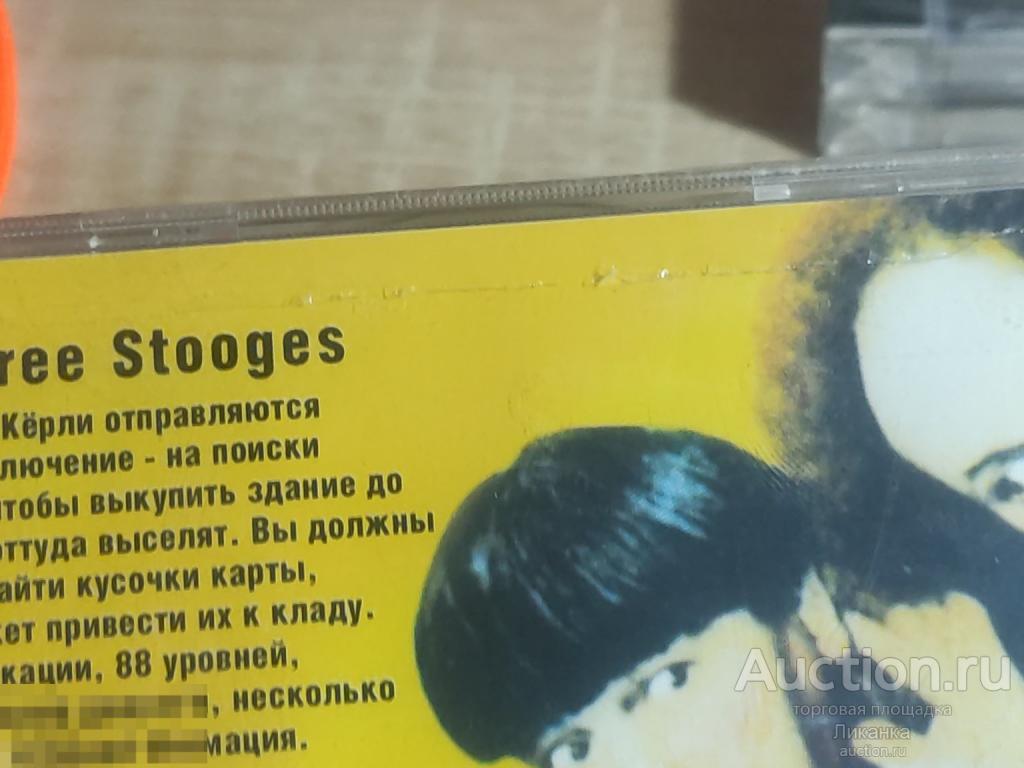 ree Stooges
Кёрли отправляются
лючение - на поиски
чтобы выкупить здание до
оттуда выселят. Вы должны
айти кусочки карты,
жет привести их к кладу.
кации, 88 уровней,
, несколько
мация.
Auction.ru
торговая площадка
Ликанка
auction.ru